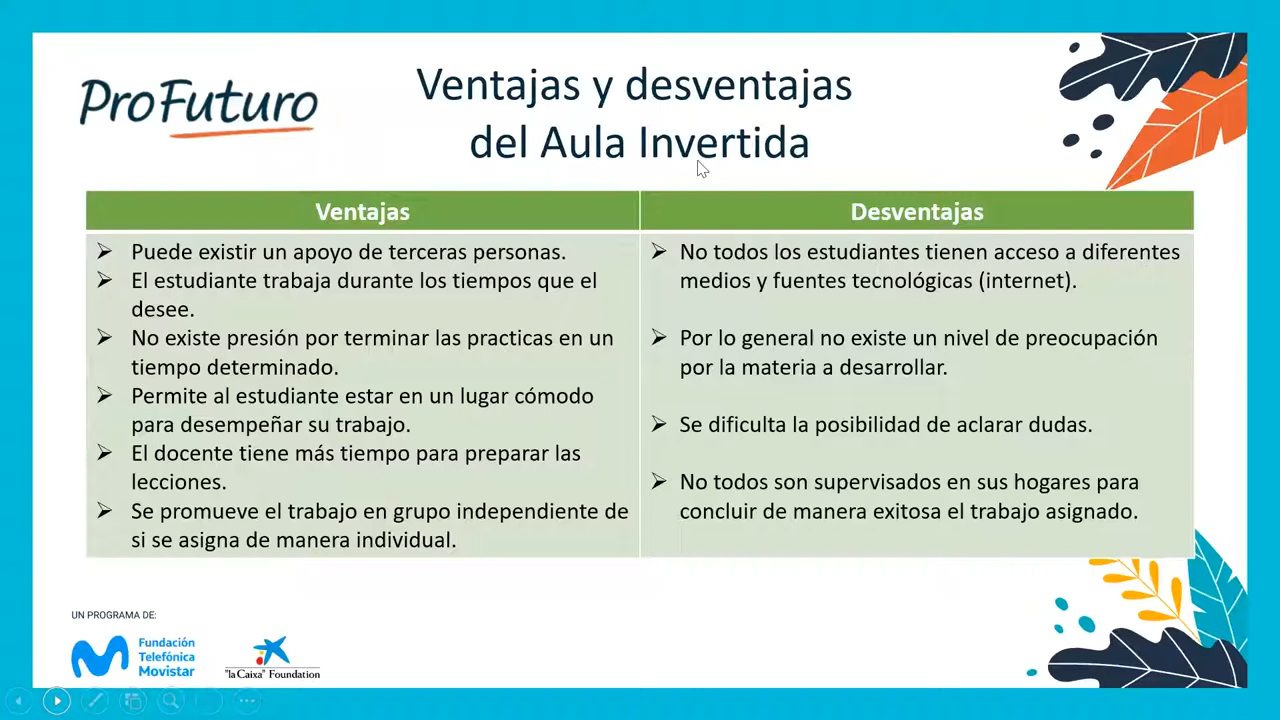 ProFuturo
Ventajas y desventajas
del Aula Invertida
Ventajas
Desventajas
➢ Puede existir un apoyo de terceras personas.
➢ El estudiante trabaja durante los tiempos que el
desee.
➢ No existe presión por terminar las practicas en un
tiempo determinado.
➢ Permite al estudiante estar en un lugar cómodo
para desempeñar su trabajo.
➢ El docente tiene más tiempo para preparar las
lecciones.
➢ Se promueve el trabajo en grupo independiente de
si se asigna de manera individual.
➢ No todos los estudiantes tienen acceso a diferentes
medios y fuentes tecnológicas (internet).
➢ Por lo general no existe un nivel de preocupación
por la materia a desarrollar.
➢ Se dificulta la posibilidad de aclarar dudas.
➢ No todos son supervisados en sus hogares para
concluir de manera exitosa el trabajo asignado.
UN PROGRAMA DE:
Fundación
Telefónica
Movistar
"la Caixa" Foundation